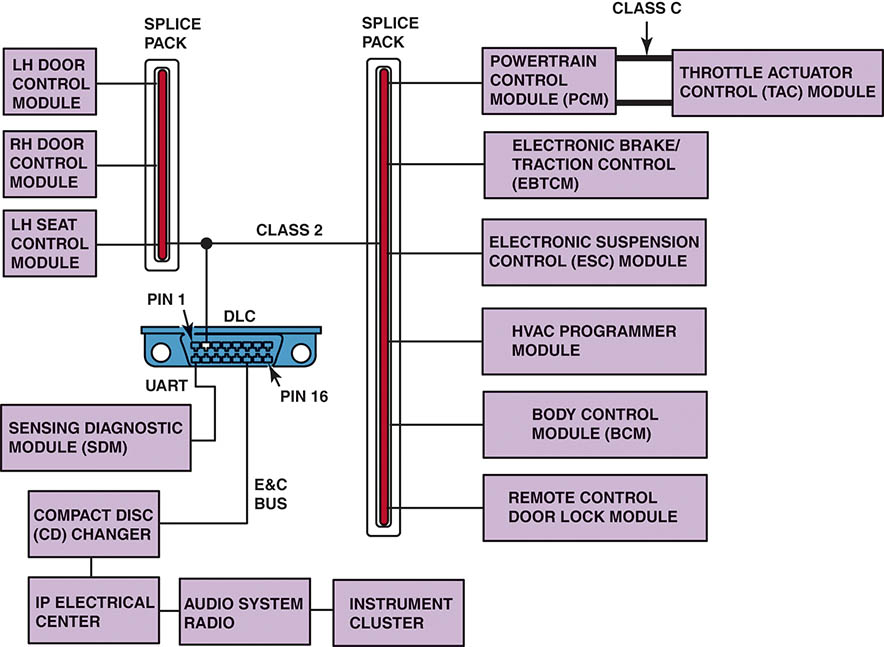 SPLICE
PACK
SPLICE
PACK
CLASS C
LH DOOR
CONTROL
MODULE
RH DOOR
CONTROL
MODULE
LH SEAT
CONTROL
MODULE
POWERTRAIN
CONTROL
MODULE (PCM)
THROTTLE ACTUATOR
CONTROL (TAC) MODULE
ELECTRONIC BRAKE/
TRACTION CONTROL
(EBTCM)
CLASS 2
ELECTRONIC SUSPENSION
CONTROL (ESC) MODULE
PIN 1
DLC
HVAC PROGRAMMER
MODULE
UART
PIN 16
SENSING DIAGNOSTIC
MODULE (SDM)
BODY CONTROL
MODULE (BCM)
E&C
BUS
REMOTE CONTROL
DOOR LOCK MODULE
COMPACT DISC
(CD) CHANGER
IP ELECTRICAL
CENTER
AUDIO SYSTEM
RADIO
INSTRUMENT
CLUSTER